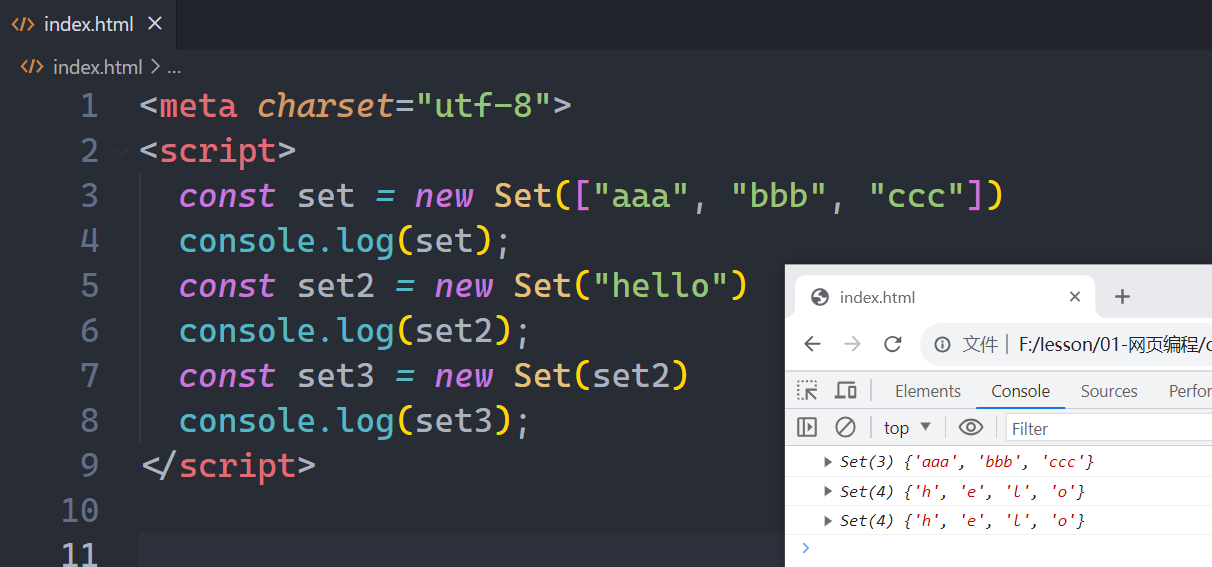 index.html
index.html > ...
1 <meta charset="utf-8">
2 <script>
3 const set = new Set(["aaa", "bbb", "ccc"])
4 console.log(set);
5 const set2 = new Set("hello")
6 console.log(set2);
7 const set3 = new Set(set2)
8 console.log(set3);
9 </script>
10
11
index.html
文件 F:/lesson/01-网页编程/
Elements Console Sources
top Filter
Set(3) {'aaa', 'bbb', 'ccc'}
Set(4) {'h', 'e', 'l', 'o'}
Set(4) {'h', 'e', 'l', 'o'}